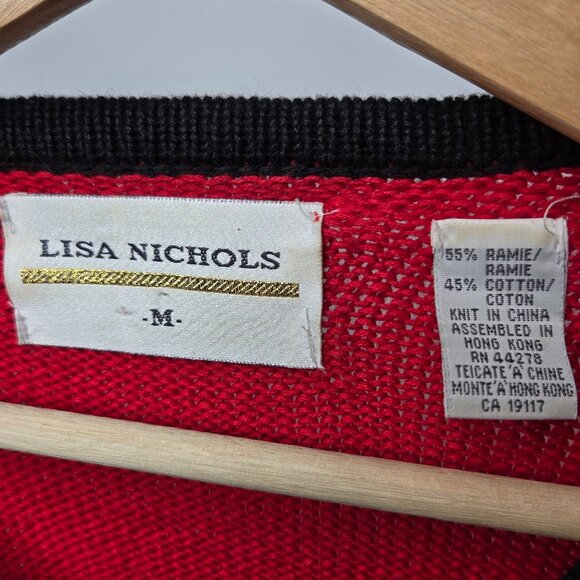 LISA NICHOLS
-M-
55% RAMIE/
RAMIE
45% COTTON/
COTON
KNIT IN CHINA
ASSEMBLED IN
HONG KONG
RN 44278
TEICATE'A' CHINE
MONTE'A'HONG KONG
CA 19117